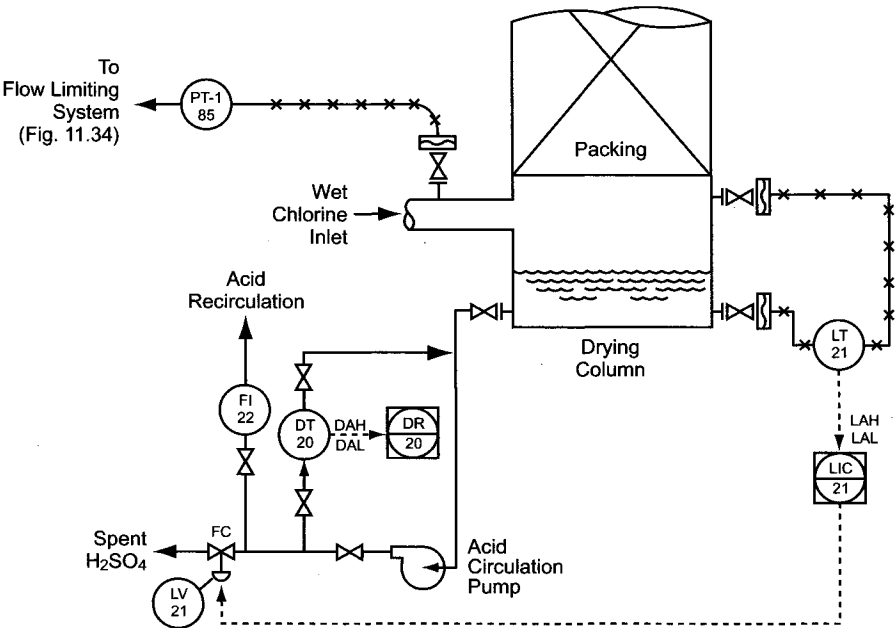 To
Flow Limiting
System
(Fig. 11.34)
PT-1
85
Packing
Wet
Chlorine
Inlet
Acid
Recirculation
Drying
Column
LT
21
FI
22
DT
20
DAH
DAL
DR
20
LAH
LAL
LIC
21
Spent
H₂SO₄
FC
LV
21
Acid
Circulation
Pump